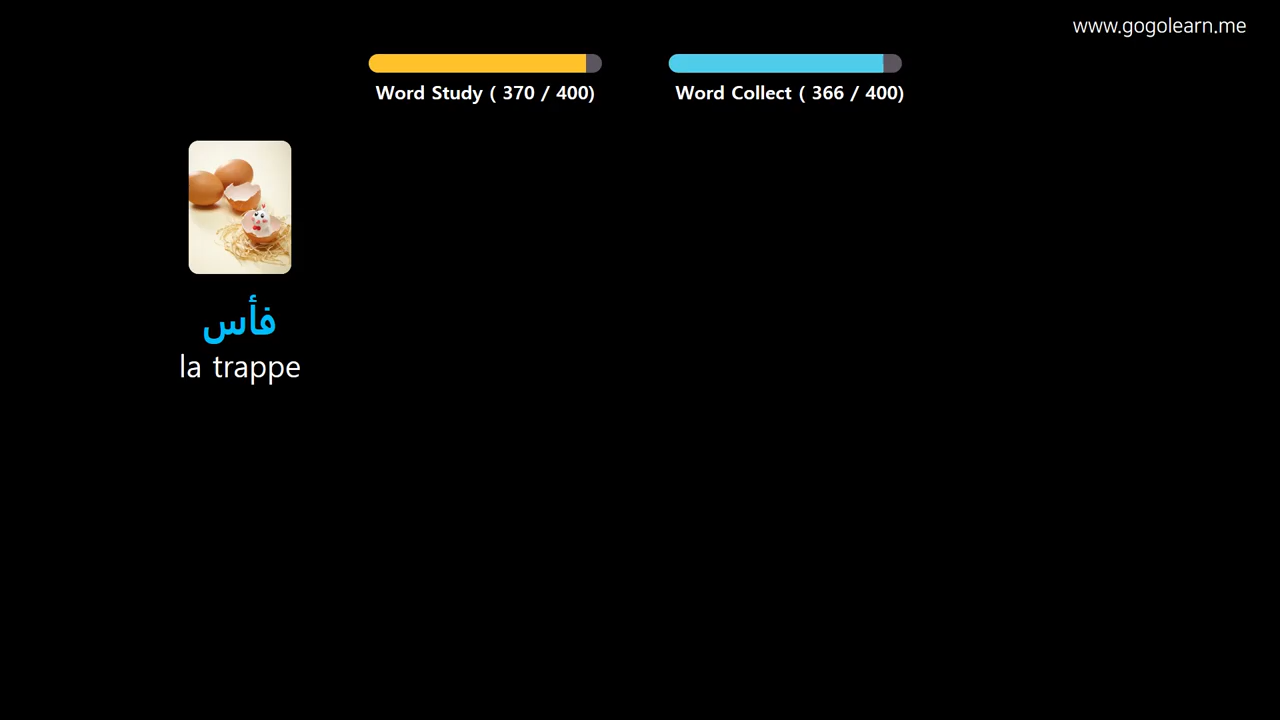 www.gogolearn.me
Word Study ( 370 / 400)
Word Collect ( 366 / 400)
فأس
la trappe